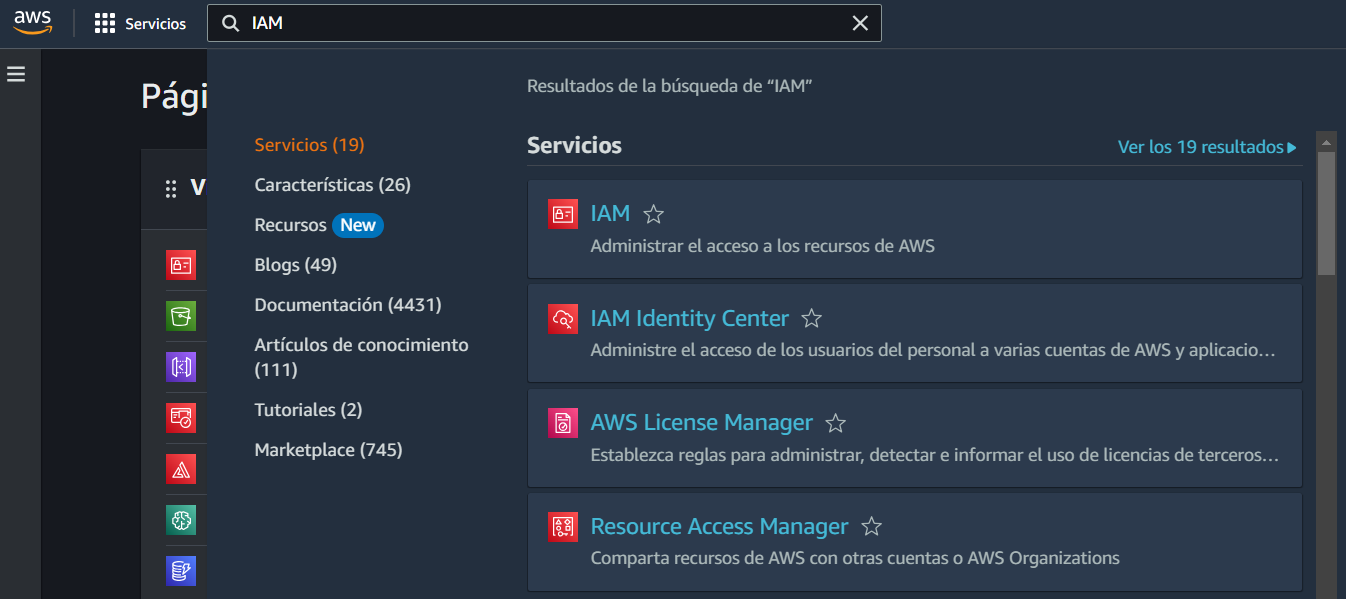 aws
Servicios
IAM
Pági
V
Resultados de la búsqueda de “IAM”
Servicios (19)
Características (26)
Recursos New
Blogs (49)
Documentación (4431)
Artículos de conocimiento
(111)
Tutoriales (2)
Marketplace (745)
Servicios
Ver los 19 resultados
IAM
Administrar el acceso a los recursos de AWS
IAM Identity Center
Administre el acceso de los usuarios del personal a varias cuentas de AWS y aplicacio…
AWS License Manager
Establezca reglas para administrar, detectar e informar el uso de licencias de terceros…
Resource Access Manager
Comparta recursos de AWS con otras cuentas o AWS Organizations